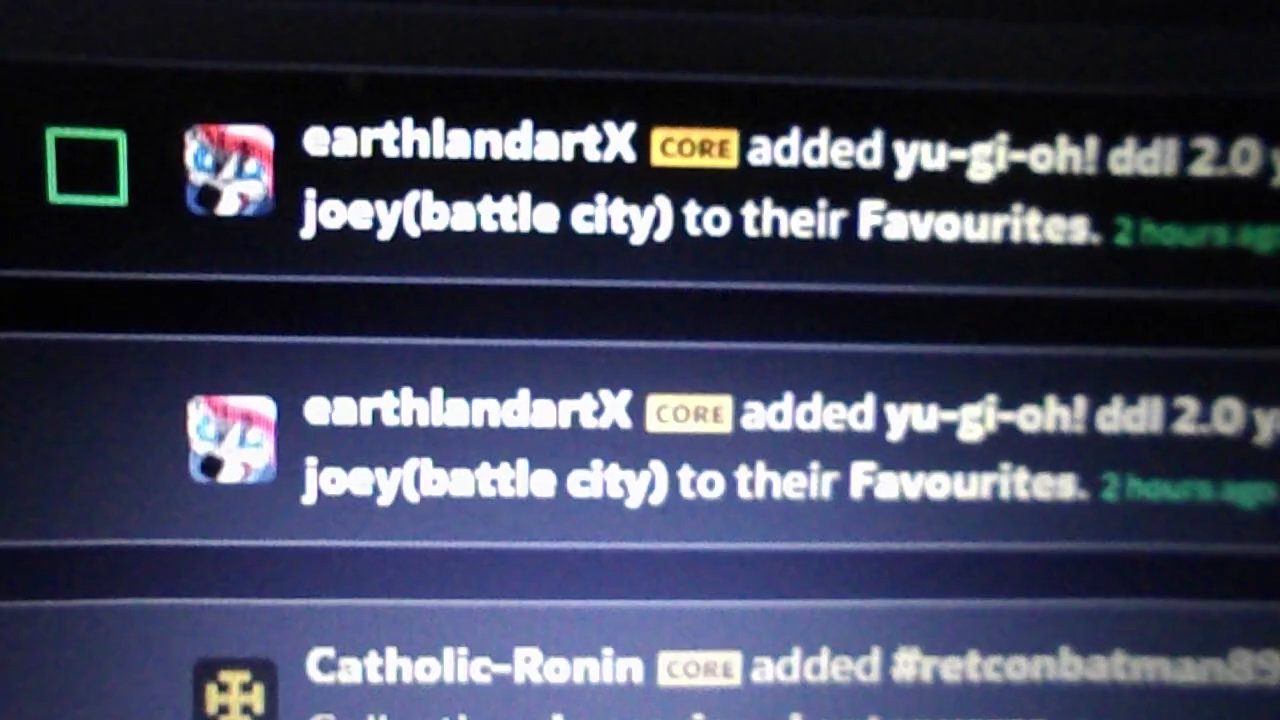 earthlandartX CORE added yu-gi-oh! ddl 2.0
joey(battle city) to their Favourites. 2 hours ago
earthlandartX CORE added yu-gi-oh! ddl 2.0 y
joey(battle city) to their Favourites. 2 hours ago
Catholic-Ronin CORE added #retconbatman89